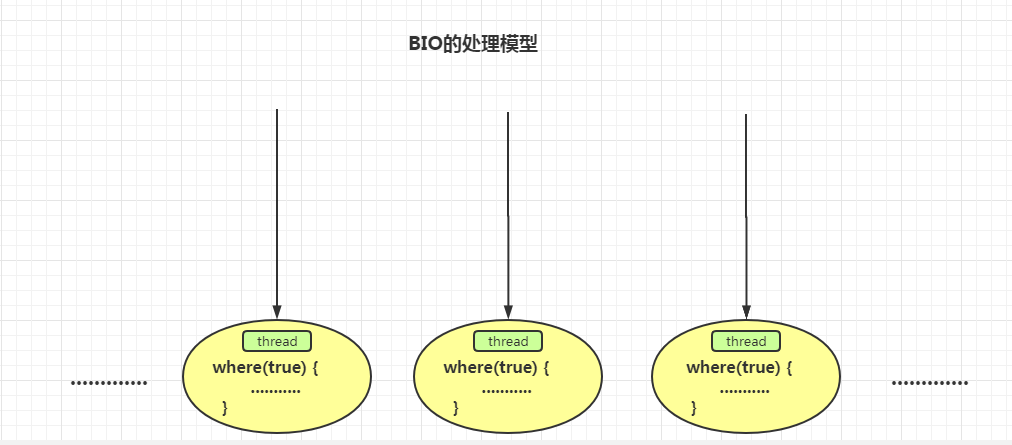 BIO的处理模型
thread
where(true) {
...........
}
thread
where(true) {
...........
}
thread
where(true) {
...........
}
.............
.............